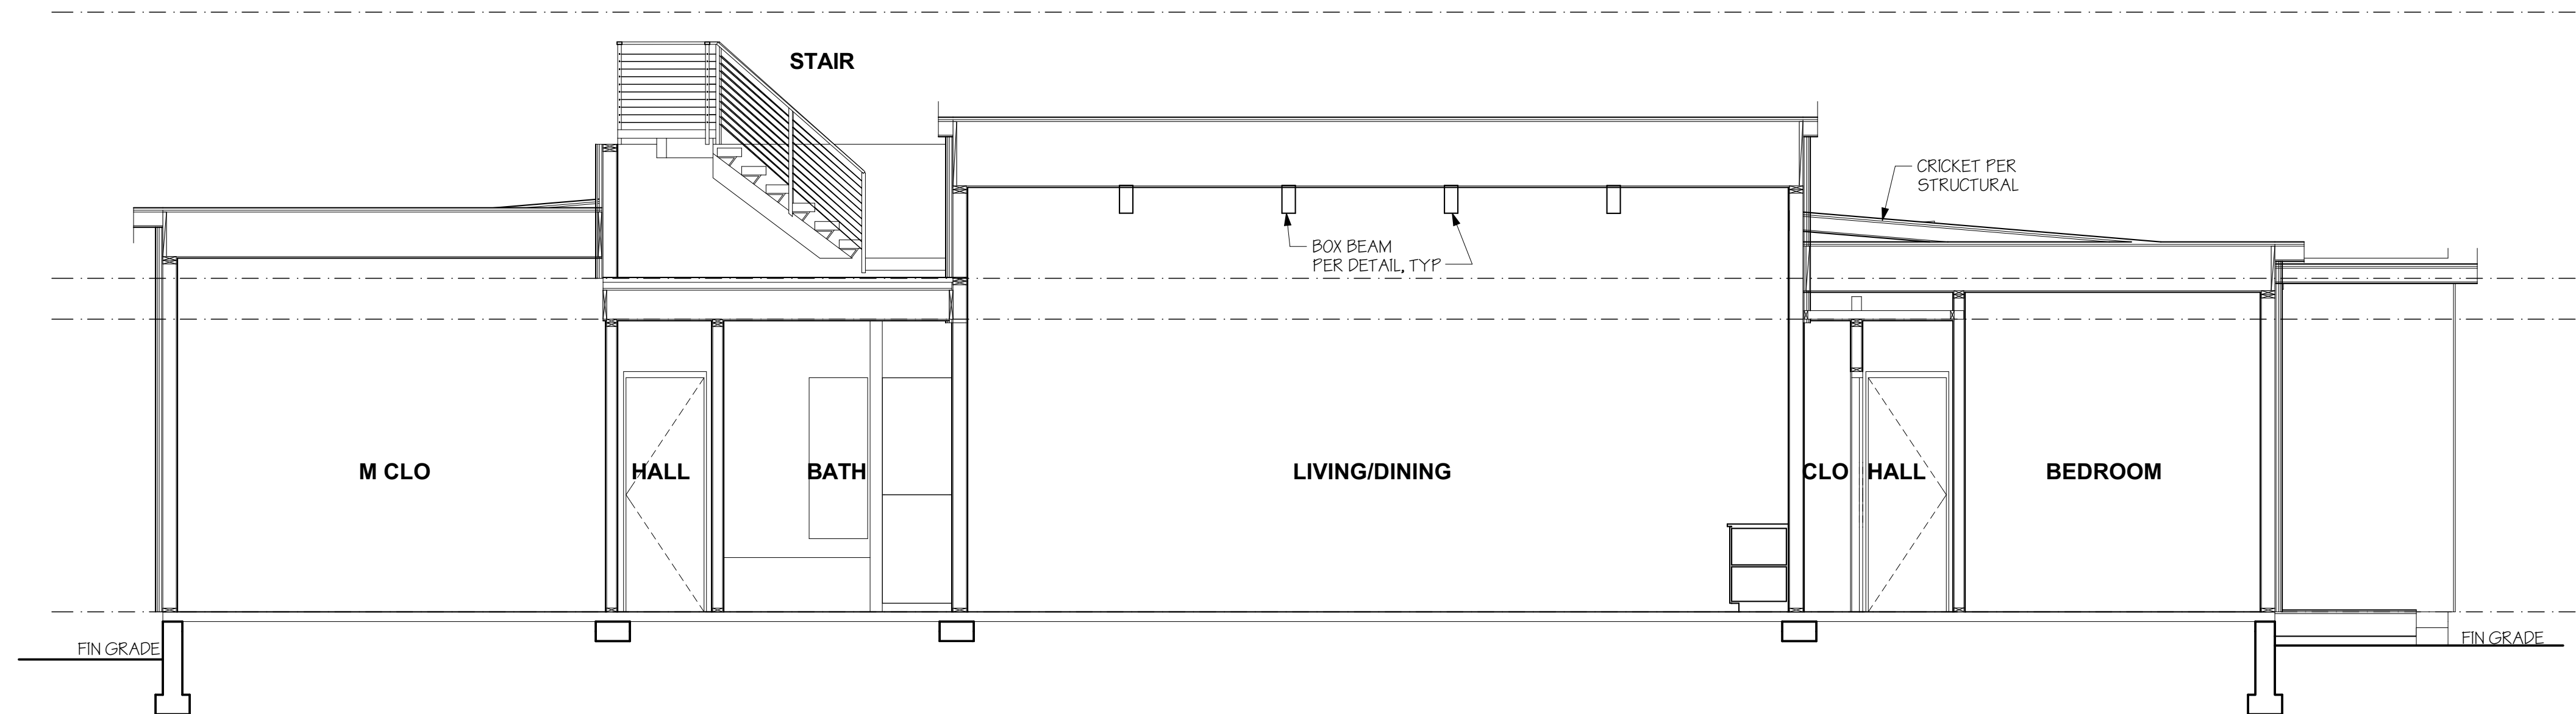 STAIR
CRICKET PER
STRUCTURAL
BOX BEAM
PER DETAIL, TYP
M CLO
HALL
BATH
LIVING/DINING
CLO
HALL
BEDROOM
FIN GRADE
FIN GRADE